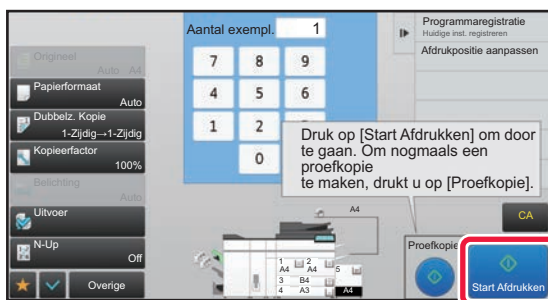 Aantal exempl. 1
Programmaregistratie
Huidige inst. registreren
Afdrukpositie aanpassen
Origineel
Auto A4
Papierformaat
Auto
Dubbelz. Kopie
1-Zijdig→1-Zijdig
Kopieerfactor
100%
Belichting
Auto
Uitvoer
N-Up
Off
Overige
7 8 9
4 5 6
1 2
0
Druk op [Start Afdrukken] om door
te gaan. Om nogmaals een
proefkopie
te maken, drukt u op [Proefkopie].
A4
1 2
A4 A4 5
3 B4
4 A3 A4
CA
Proefkopie
Start Afdrukken